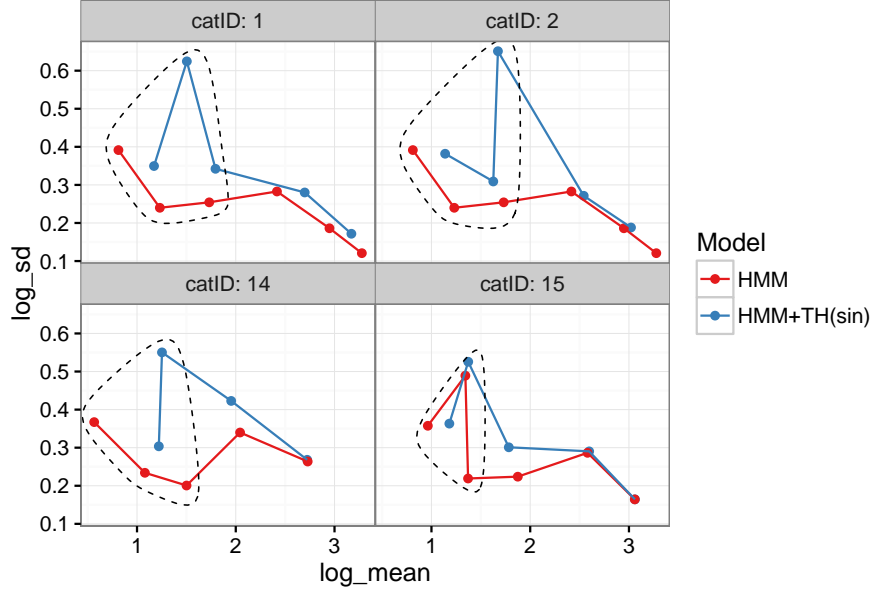 catID: 1
catID: 2
0.6
0.5
0.4
0.3
0.2
0.1
catID: 14
catID: 15
0.6
0.5
0.4
0.3
0.2
0.1
1
2
3
1
2
3
log_mean
log_sd
Model
HMM
HMM+TH(sin)